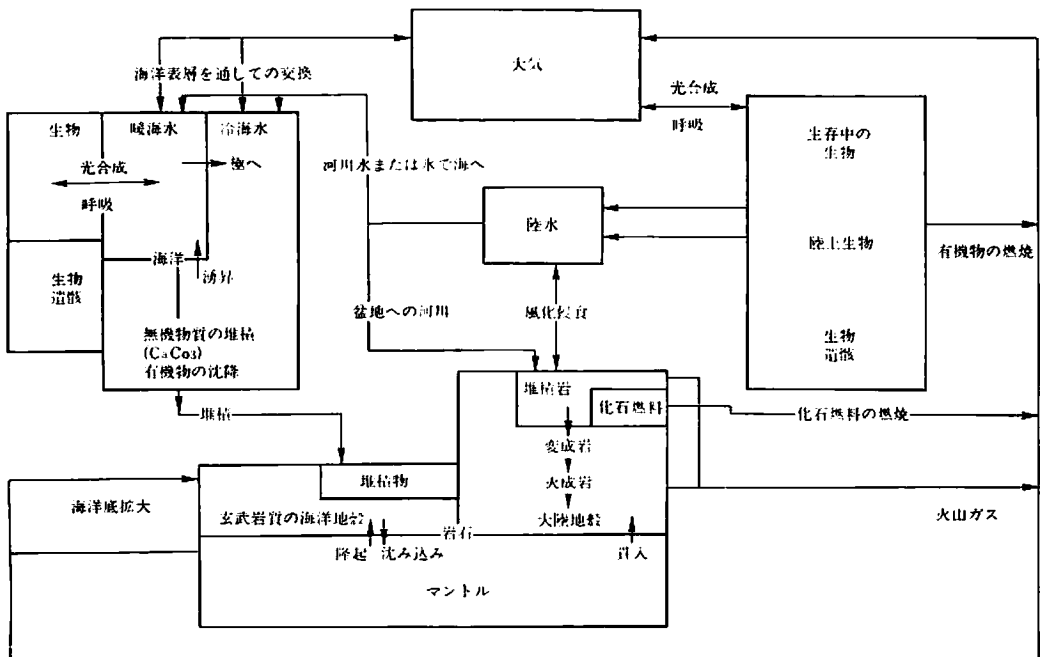 大気
海洋表層を通しての交換
光合成
呼吸
生物
暖海水
冷海水
生存中の
生物
光合成
極へ
河川水または氷で海へ
呼吸
陸水
陸上生物
海洋
有機物の燃焼
生物
遺骸
湧昇
盆地への河川
風化侵食
無機物質の堆積
(CaCo3)
有機物の沈降
生物
遺骸
堆積岩
化石燃料
堆積
化石燃料の燃焼
変成岩
堆積物
火成岩
海洋底拡大
玄武岩質の海洋地殻
大陸地殻
火山ガス
岩石
隆起
沈み込み
貫入
マントル